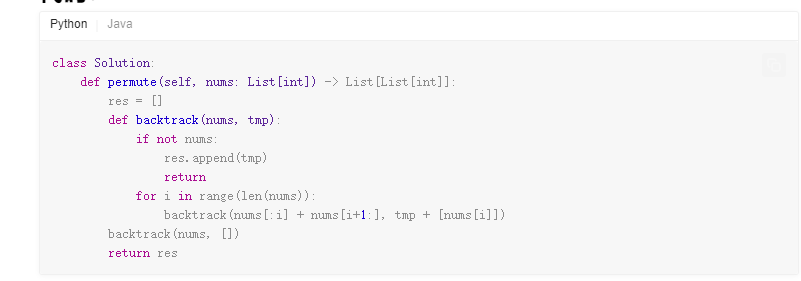 Python Java
class Solution:
    def permute(self, nums: List[int]) -> List[List[int]]:
        res = []
        def backtrack(nums, tmp):
            if not nums:
                res.append(tmp)
                return
            for i in range(len(nums)):
                backtrack(nums[:i] + nums[i+1:], tmp + [nums[i]])
        backtrack(nums, [])
        return res